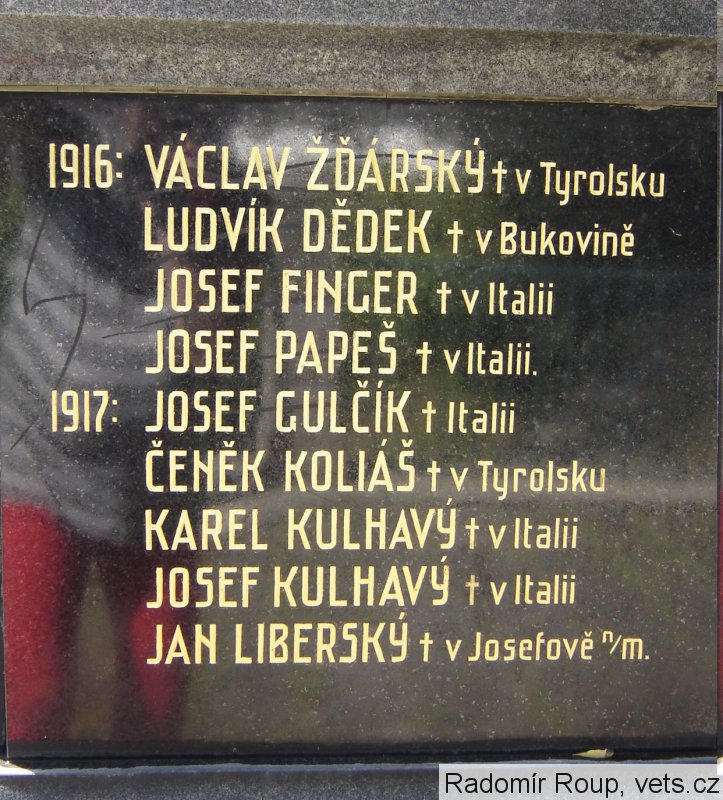 1916: VÁCLAV ŽĎÁRSKÝ † v Tyrolsku
LUDVÍK DĚDEK † v Bukovině
JOSEF FINGER † v Italii
JOSEF PAPEŠ † v Italii.
1917: JOSEF GULČÍK † Italii
ČENĚK KOLIÁŠ † v Tyrolsku
KAREL KULHAVÝ † v Italii
JOSEF KULHAVÝ † v Italii
JAN LIBERSKÝ † v Josefově n/m.
Radomír Roup, vets.cz